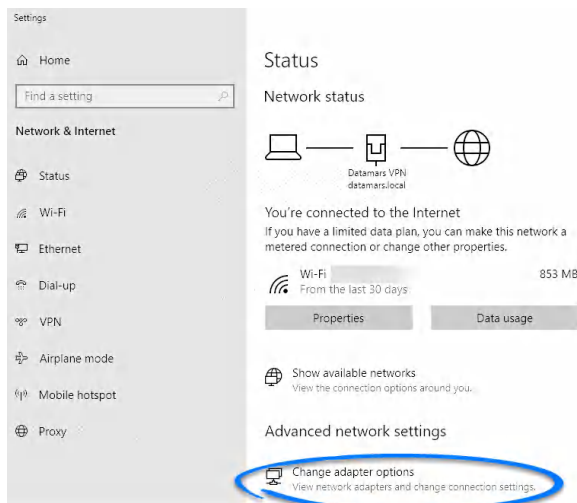 Settings
Home
Find a setting
Network & Internet
Status
Wi-Fi
Ethernet
Dial-up
VPN
Airplane mode
Mobile hotspot
Proxy
Status
Network status
Datamars VPN
datamars.local
You're connected to the Internet
If you have a limited data plan, you can make this network a
metered connection or change other properties.
Wi-Fi
853 MB
From the last 30 days
Properties
Data usage
Show available networks
View the connection options around you.
Advanced network settings
Change adapter options
View network adapters and change connection settings.